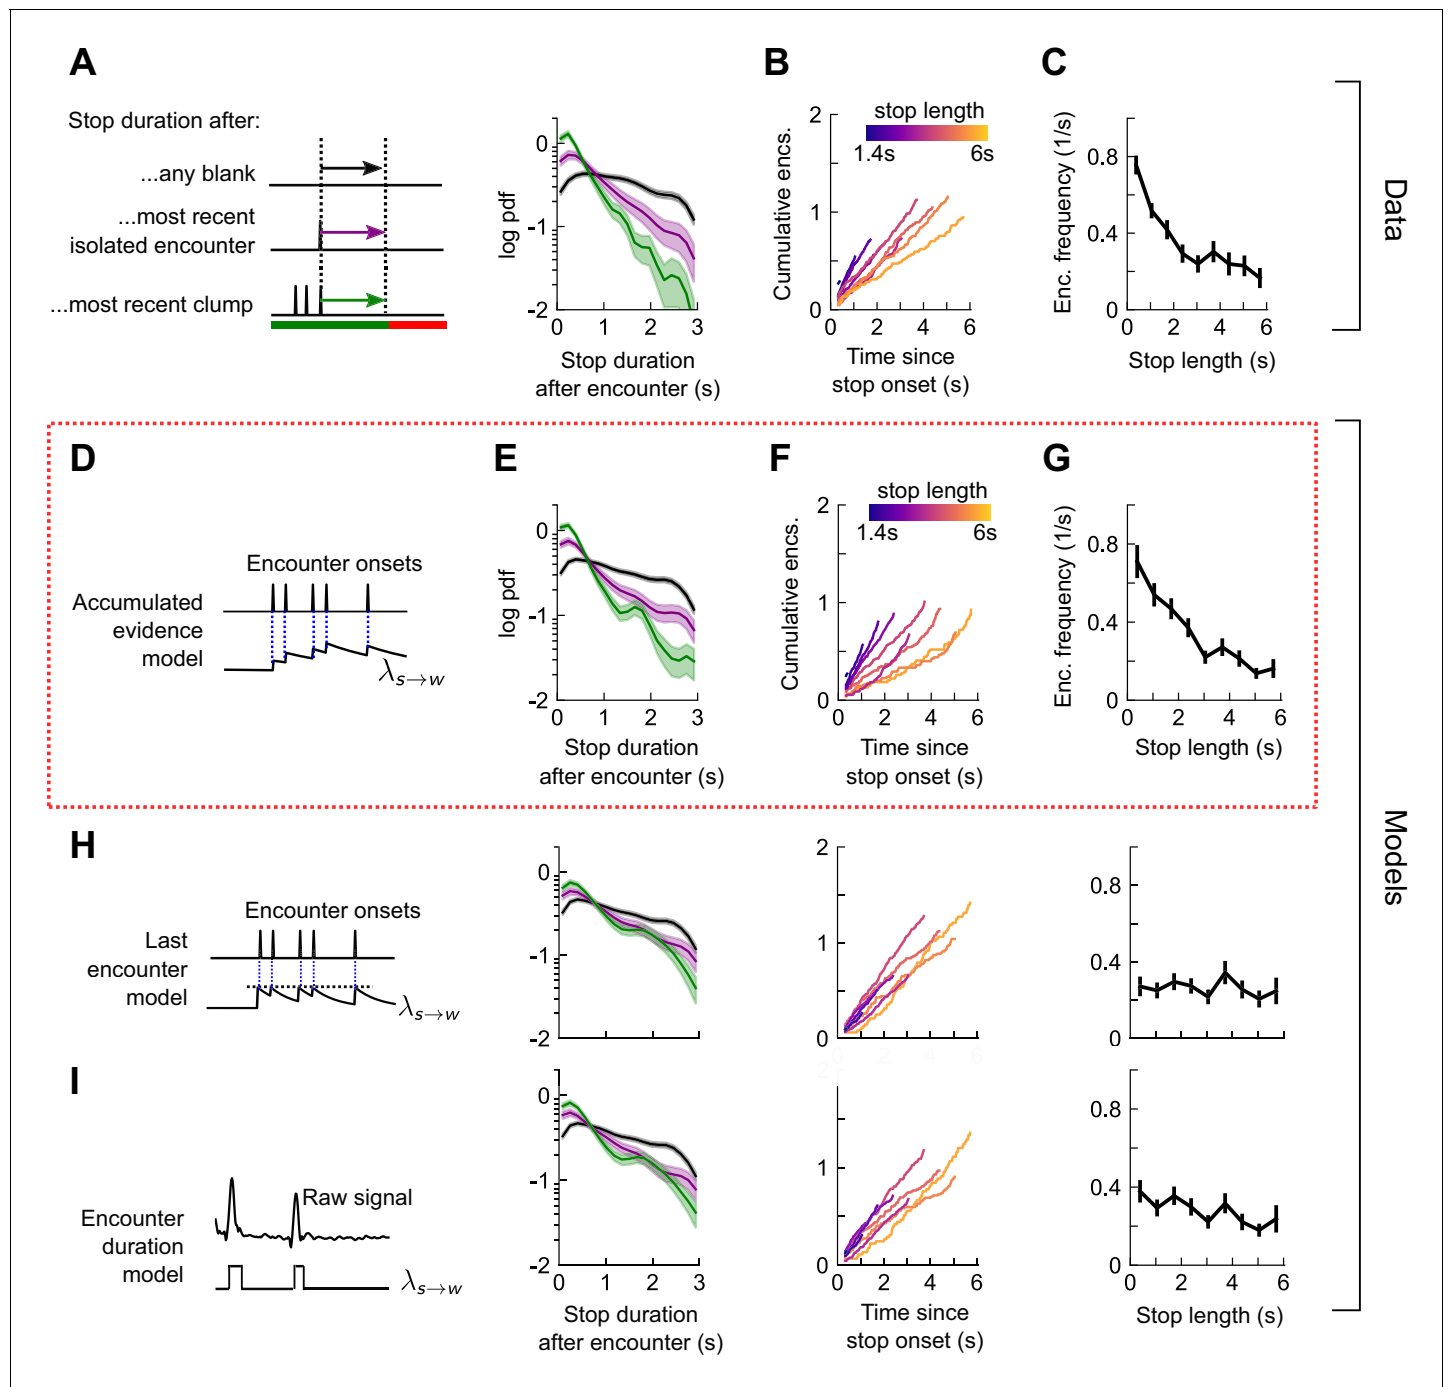 A
B
C
Stop duration after:
...any blank
...most recent
isolated encounter
...most recent clump
log pdf
0
-1
-2
0
1
2
3
Stop duration
after encounter (s)
Cumulative encs.
2
1
0
stop length
1.4s
6s
0
2
4
6
Time since
stop onset (s)
Enc. frequency (1/s)
0.8
0.4
0
0
2
4
6
Stop length (s)
Data
D
E
F
G
Encounter onsets
Accumulated
evidence
model
λs→w
log pdf
0
-1
-2
0
1
2
3
Stop duration
after encounter (s)
Cumulative encs.
2
1
0
stop length
1.4s
6s
0
2
4
6
Time since
stop onset (s)
Enc. frequency (1/s)
0.8
0.4
0
0
2
4
6
Stop length (s)
Models
H
Encounter onsets
Last
encounter
model
λs→w
0
-1
-2
2
1
0
0
2
4
6
0.8
0.4
0
I
Raw signal
Encounter
duration
model
λs→w
0
-1
-2
0
1
2
3
Stop duration
after encounter (s)
2
1
0
0
2
4
6
Time since
stop onset (s)
0.8
0.4
0
0
2
4
6
Stop length (s)